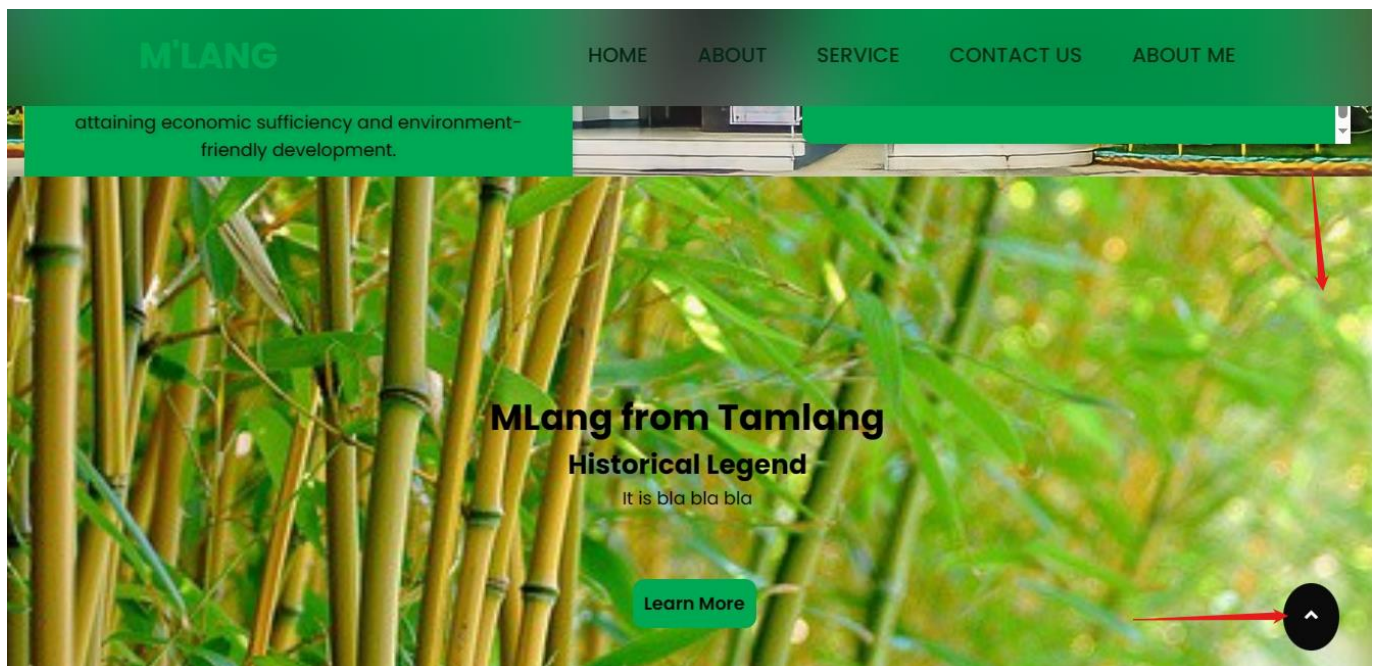 M'LANG
HOME ABOUT SERVICE CONTACT US ABOUT ME
attaining economic sufficiency and environment-
friendly development.
MLang from Tamlang
Historical Legend
It is bla bla bla
Learn More